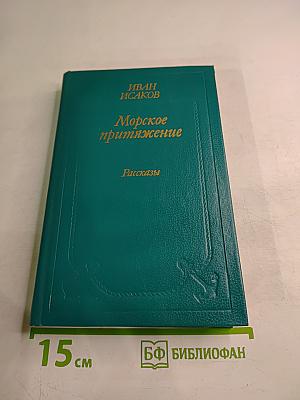 ИВАН
ИСАКОВ
Морское
притяжение
Рассказы
15 см
БФ БИБЛИОФАН